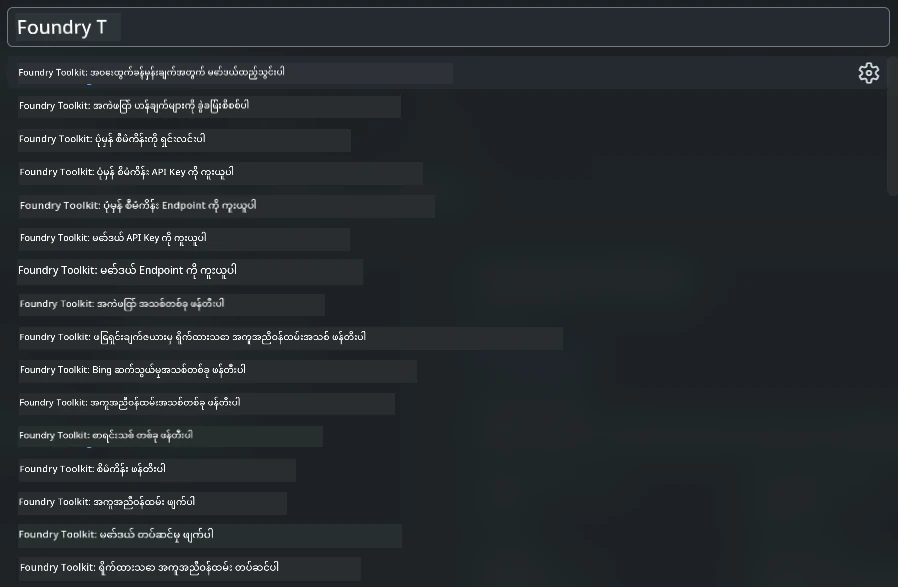 Foundry T
Foundry Toolkit: အဝေးထွက်ခန့်မှန်းချက်အတွက် မော်ဒယ်ထည့်သွင်းပါ
Foundry Toolkit: အကဲဖြတ် ဟန်ချက်များကို ခွဲခြမ်းစိစစ်ပါ
Foundry Toolkit: ပုံမှန် စီမံကိန်းကို ရှင်းလင်းပါ
Foundry Toolkit: ပုံမှန် စီမံကိန်း API Key ကို ကူးယူပါ
Foundry Toolkit: ပုံမှန် စီမံကိန်း Endpoint ကို ကူးယူပါ
Foundry Toolkit: မော်ဒယ် API Key ကို ကူးယူပါ
Foundry Toolkit: မော်ဒယ် Endpoint ကို ကူးယူပါ
Foundry Toolkit: အကဲဖြတ် အသစ်တစ်ခု ဖန်တီးပါ
Foundry Toolkit: ဖြေရှင်းချက်ဇယားမှ ရိုက်ထားသော အကူအညီဝန်ထမ်းအသစ် ဖန်တီးပါ
Foundry Toolkit: Bing ဆက်သွယ်မှုအသစ်တစ်ခု ဖန်တီးပါ
Foundry Toolkit: အကူအညီဝန်ထမ်းအသစ်တစ်ခု ဖန်တီးပါ
Foundry Toolkit: စာရင်းသစ် တစ်ခု ဖန်တီးပါ
Foundry Toolkit: စီမံကိန်း ဖန်တီးပါ
Foundry Toolkit: အကူအညီဝန်ထမ်း ဖျက်ပါ
Foundry Toolkit: မော်ဒယ် တပ်ဆင်မှု ဖျက်ပါ
Foundry Toolkit: ရိုက်ထားသော အကူအညီဝန်ထမ်း တပ်ဆင်ပါ